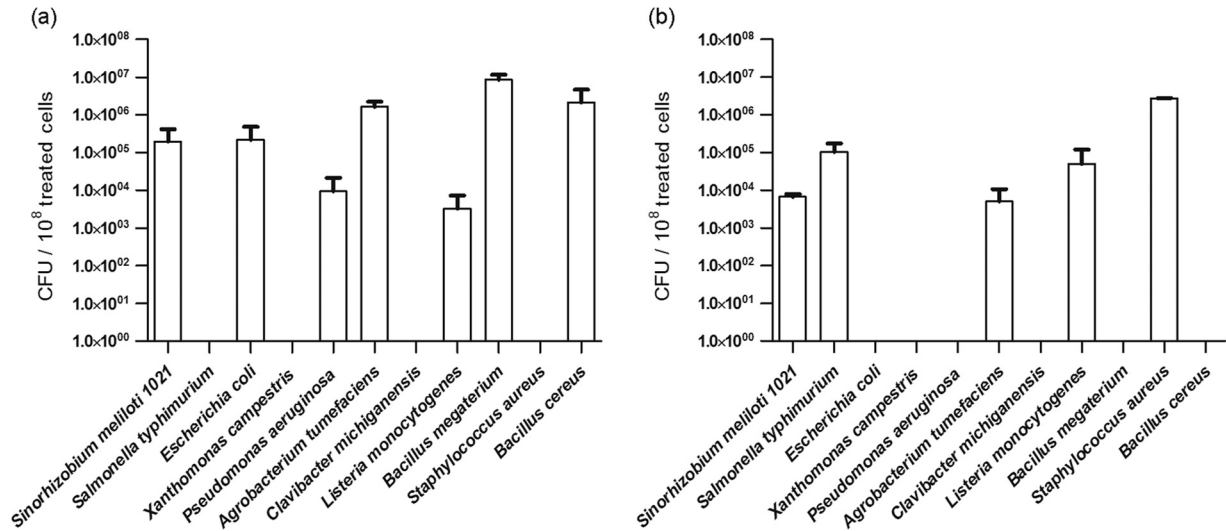 (a)
1.0×10⁰⁸
1.0×10⁰⁷
1.0×10⁰⁶
1.0×10⁰⁵
1.0×10⁰⁴
1.0×10⁰³
1.0×10⁰²
1.0×10⁰¹
1.0×10⁰⁰
CFU / 10⁸ treated cells
Sinorhizobium meliloti 1021
Salmonella typhimurium
Escherichia coli
Xanthomonas campestris
Pseudomonas aeruginosa
Agrobacterium tumefaciens
Clavibacter michiganensis
Listeria monocytogenes
Bacillus megaterium
Staphylococcus aureus
Bacillus cereus
(b)
1.0×10⁰⁸
1.0×10⁰⁷
1.0×10⁰⁶
1.0×10⁰⁵
1.0×10⁰⁴
1.0×10⁰³
1.0×10⁰²
1.0×10⁰¹
1.0×10⁰⁰
CFU / 10⁸ treated cells
Sinorhizobium meliloti 1021
Salmonella typhimurium
Escherichia coli
Xanthomonas campestris
Pseudomonas aeruginosa
Agrobacterium tumefaciens
Clavibacter michiganensis
Listeria monocytogenes
Bacillus megaterium
Staphylococcus aureus
Bacillus cereus